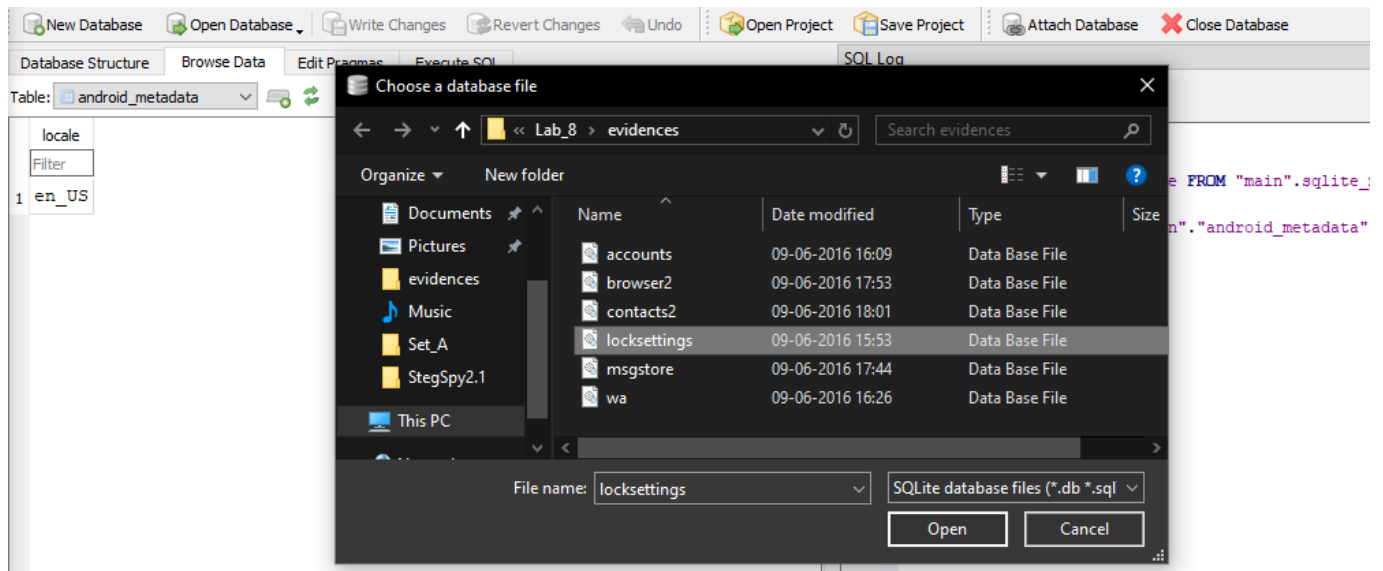 New Database Open Database Write Changes Revert Changes Undo Open Project Save Project Attach Database Close Database
Database Structure Browse Data Edit Pragmas Execute SQL SQL Log
Table: android_metadata
locale
Filter
1 en_US
Choose a database file
« Lab_8 › evidences Search evidences
Organize New folder
Name Date modified Type Size
Documents
Pictures
evidences
Music
Set_A
StegSpy2.1
This PC
accounts 09-06-2016 16:09 Data Base File
browser2 09-06-2016 17:53 Data Base File
contacts2 09-06-2016 18:01 Data Base File
locksettings 09-06-2016 15:53 Data Base File
msgstore 09-06-2016 17:44 Data Base File
wa 09-06-2016 16:26 Data Base File
File name: locksettings SQLite database files (*.db *.sql
Open Cancel
e FROM "main".sqlite_
n"."android_metadata"